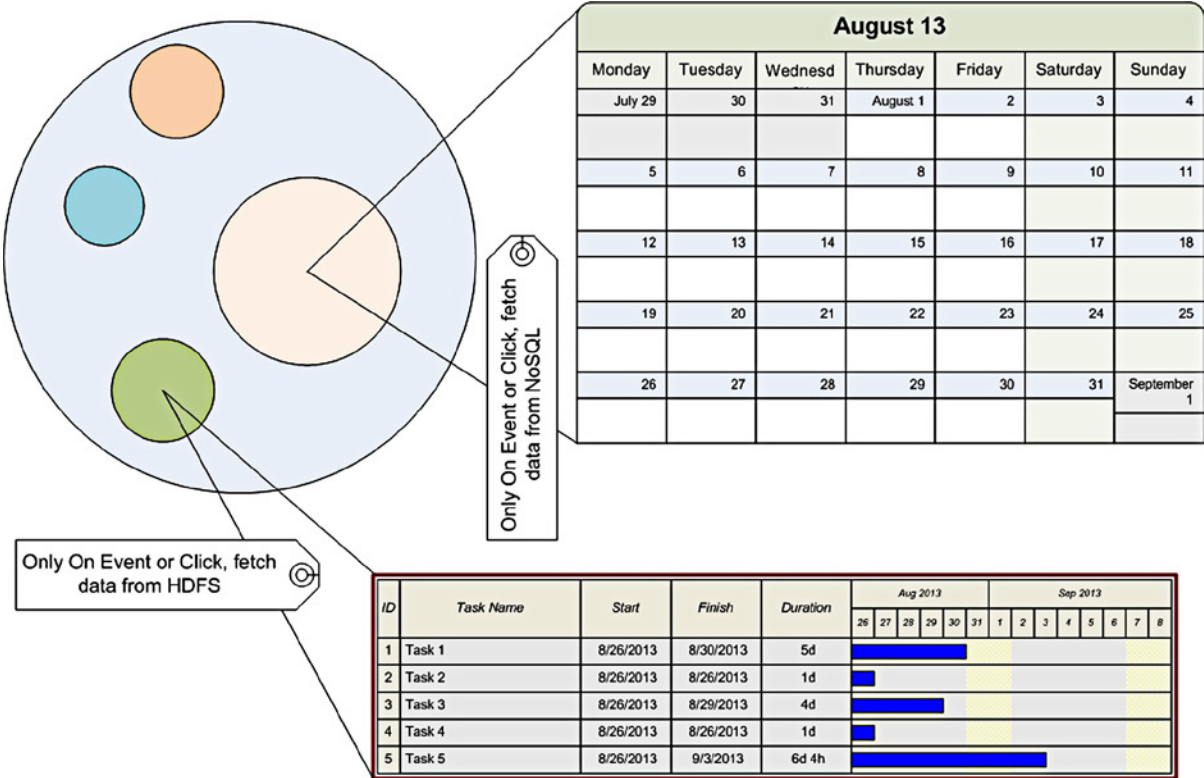 August 13
Monday Tuesday Wednesd Thursday Friday Saturday Sunday
July 29 30 31 August 1 2 3 4
5 6 7 8 9 10 11
12 13 14 15 16 17 18
19 20 21 22 23 24 25
26 27 28 29 30 31 September
1
Only On Event or Click, fetch
data from NoSQL
Only On Event or Click, fetch
data from HDFS
ID Task Name Start Finish Duration Aug 2013 Sep 2013
26 27 28 29 30 31 1 2 3 4 5 6 7 8
1 Task 1 8/26/2013 8/30/2013 5d
2 Task 2 8/26/2013 8/26/2013 1d
3 Task 3 8/26/2013 8/29/2013 4d
4 Task 4 8/26/2013 8/26/2013 1d
5 Task 5 8/26/2013 9/3/2013 6d 4h